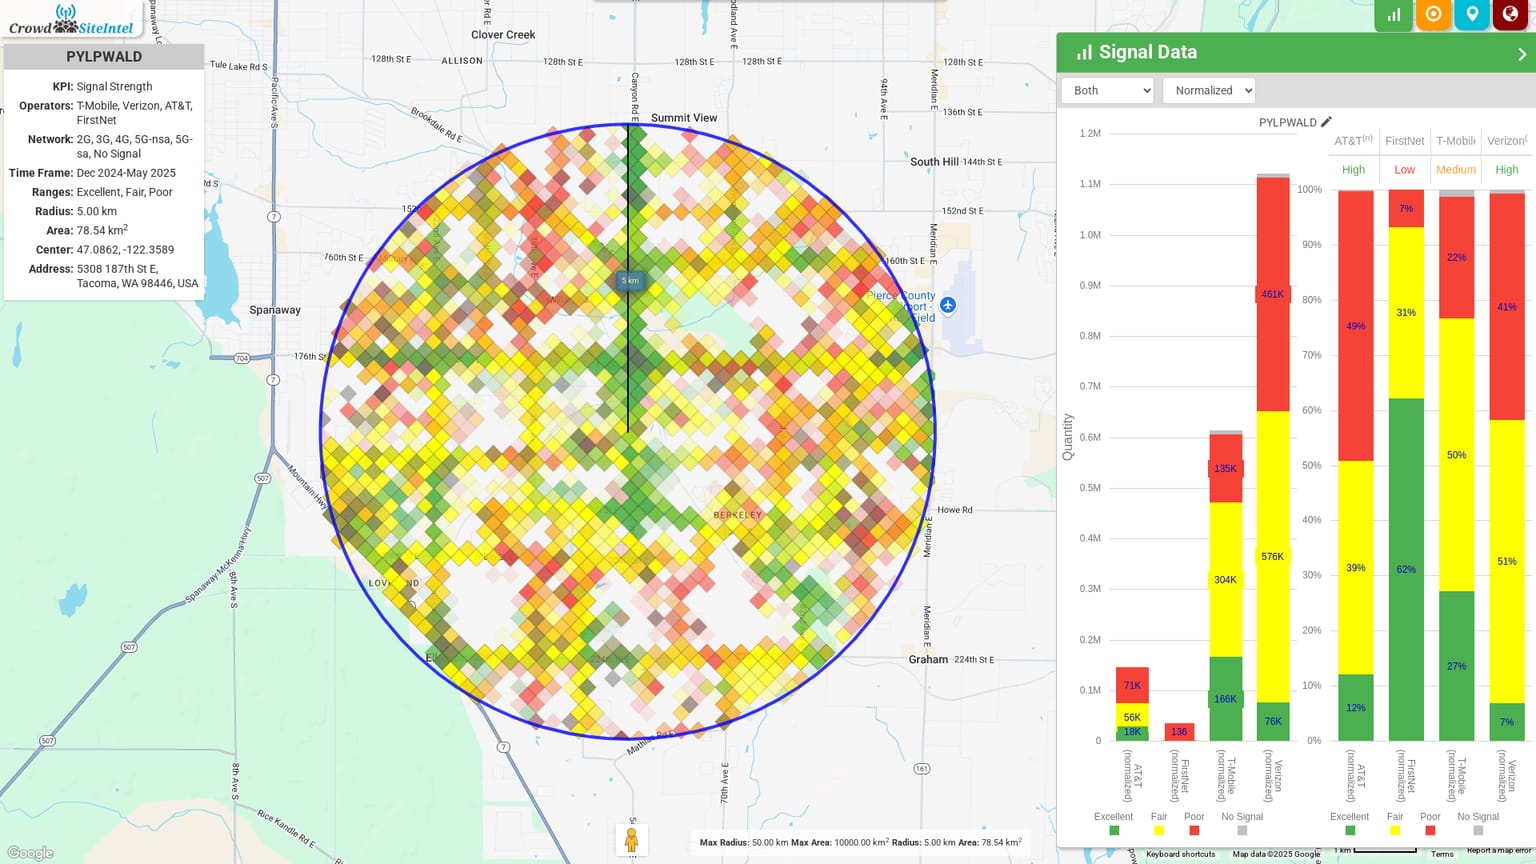 CrowdSiteIntel
PYLPWALD
KPI: Signal Strength
Operators: T-Mobile, Verizon, AT&T,
FirstNet
Network: 2G, 3G, 4G, 5G-nsa, 5G-
sa, No Signal
Time Frame: Dec 2024-May 2025
Ranges: Excellent, Fair, Poor
Radius: 5.00 km
Area: 78.54 km²
Center: 47.0862, -122.3589
Address: 5308 187th St E,
Tacoma, WA 98446, USA
Clover Creek
ALLISON
128th St E
128th St E
128th St E
128th St E
128th St E
Tule Lake Rd S
Pacific Ave S
Brookdale Rd E
Canyon Rd E
94th Ave E
Meridian E
136th St E
Summit View
South Hill
144th St E
152nd St E
Meridian E
160th St E
160th St E
Spanaway
5 km
176th St
704
7
7
7
507
507
507
161
Mountain Hwy
Spanaway-McKenna Hwy
8th Ave S
8th Ave S
BERKELEY
Howe Rd
Meridian E
Meridian E
Graham
224th St E
224th St E
70th Ave E
Rice Kandle Rd E
Google
Max Radius: 50.00 km Max Area: 10000.00 km² Radius: 5.00 km Area: 78.54 km²
Keyboard shortcuts
Map data ©2025 Google
1 km
Terms
Report a map error
Signal Data
Both
Normalized
PYLPWALD
Quantity
1.2M
1.1M
1.0M
0.9M
0.8M
0.7M
0.6M
0.5M
0.4M
0.3M
0.2M
0.1M
0
71K
56K
18K
136
135K
304K
166K
461K
576K
76K
AT&T (normalized)
FirstNet (normalized)
T-Mobile (normalized)
Verizon (normalized)
Excellent Fair Poor No Signal
AT&T(n) FirstNet T-Mobile Verizon(
High Low Medium High
100%
90%
80%
70%
60%
50%
40%
30%
20%
10%
0%
49%
39%
12%
7%
31%
62%
22%
50%
27%
41%
51%
7%
AT&T (normalized)
FirstNet (normalized)
T-Mobile (normalized)
Verizon (normalized)
Excellent Fair Poor No Signal